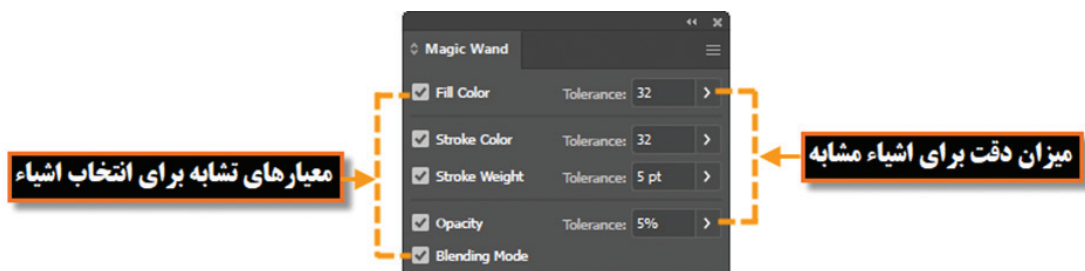 Magic Wand
Fill Color Tolerance: 32
Stroke Color Tolerance: 32
Stroke Weight Tolerance: 5 pt
Opacity Tolerance: 5%
Blending Mode
میزان دقت برای اشیاء مشابه
معیارهای تشابه برای انتخاب اشیاء